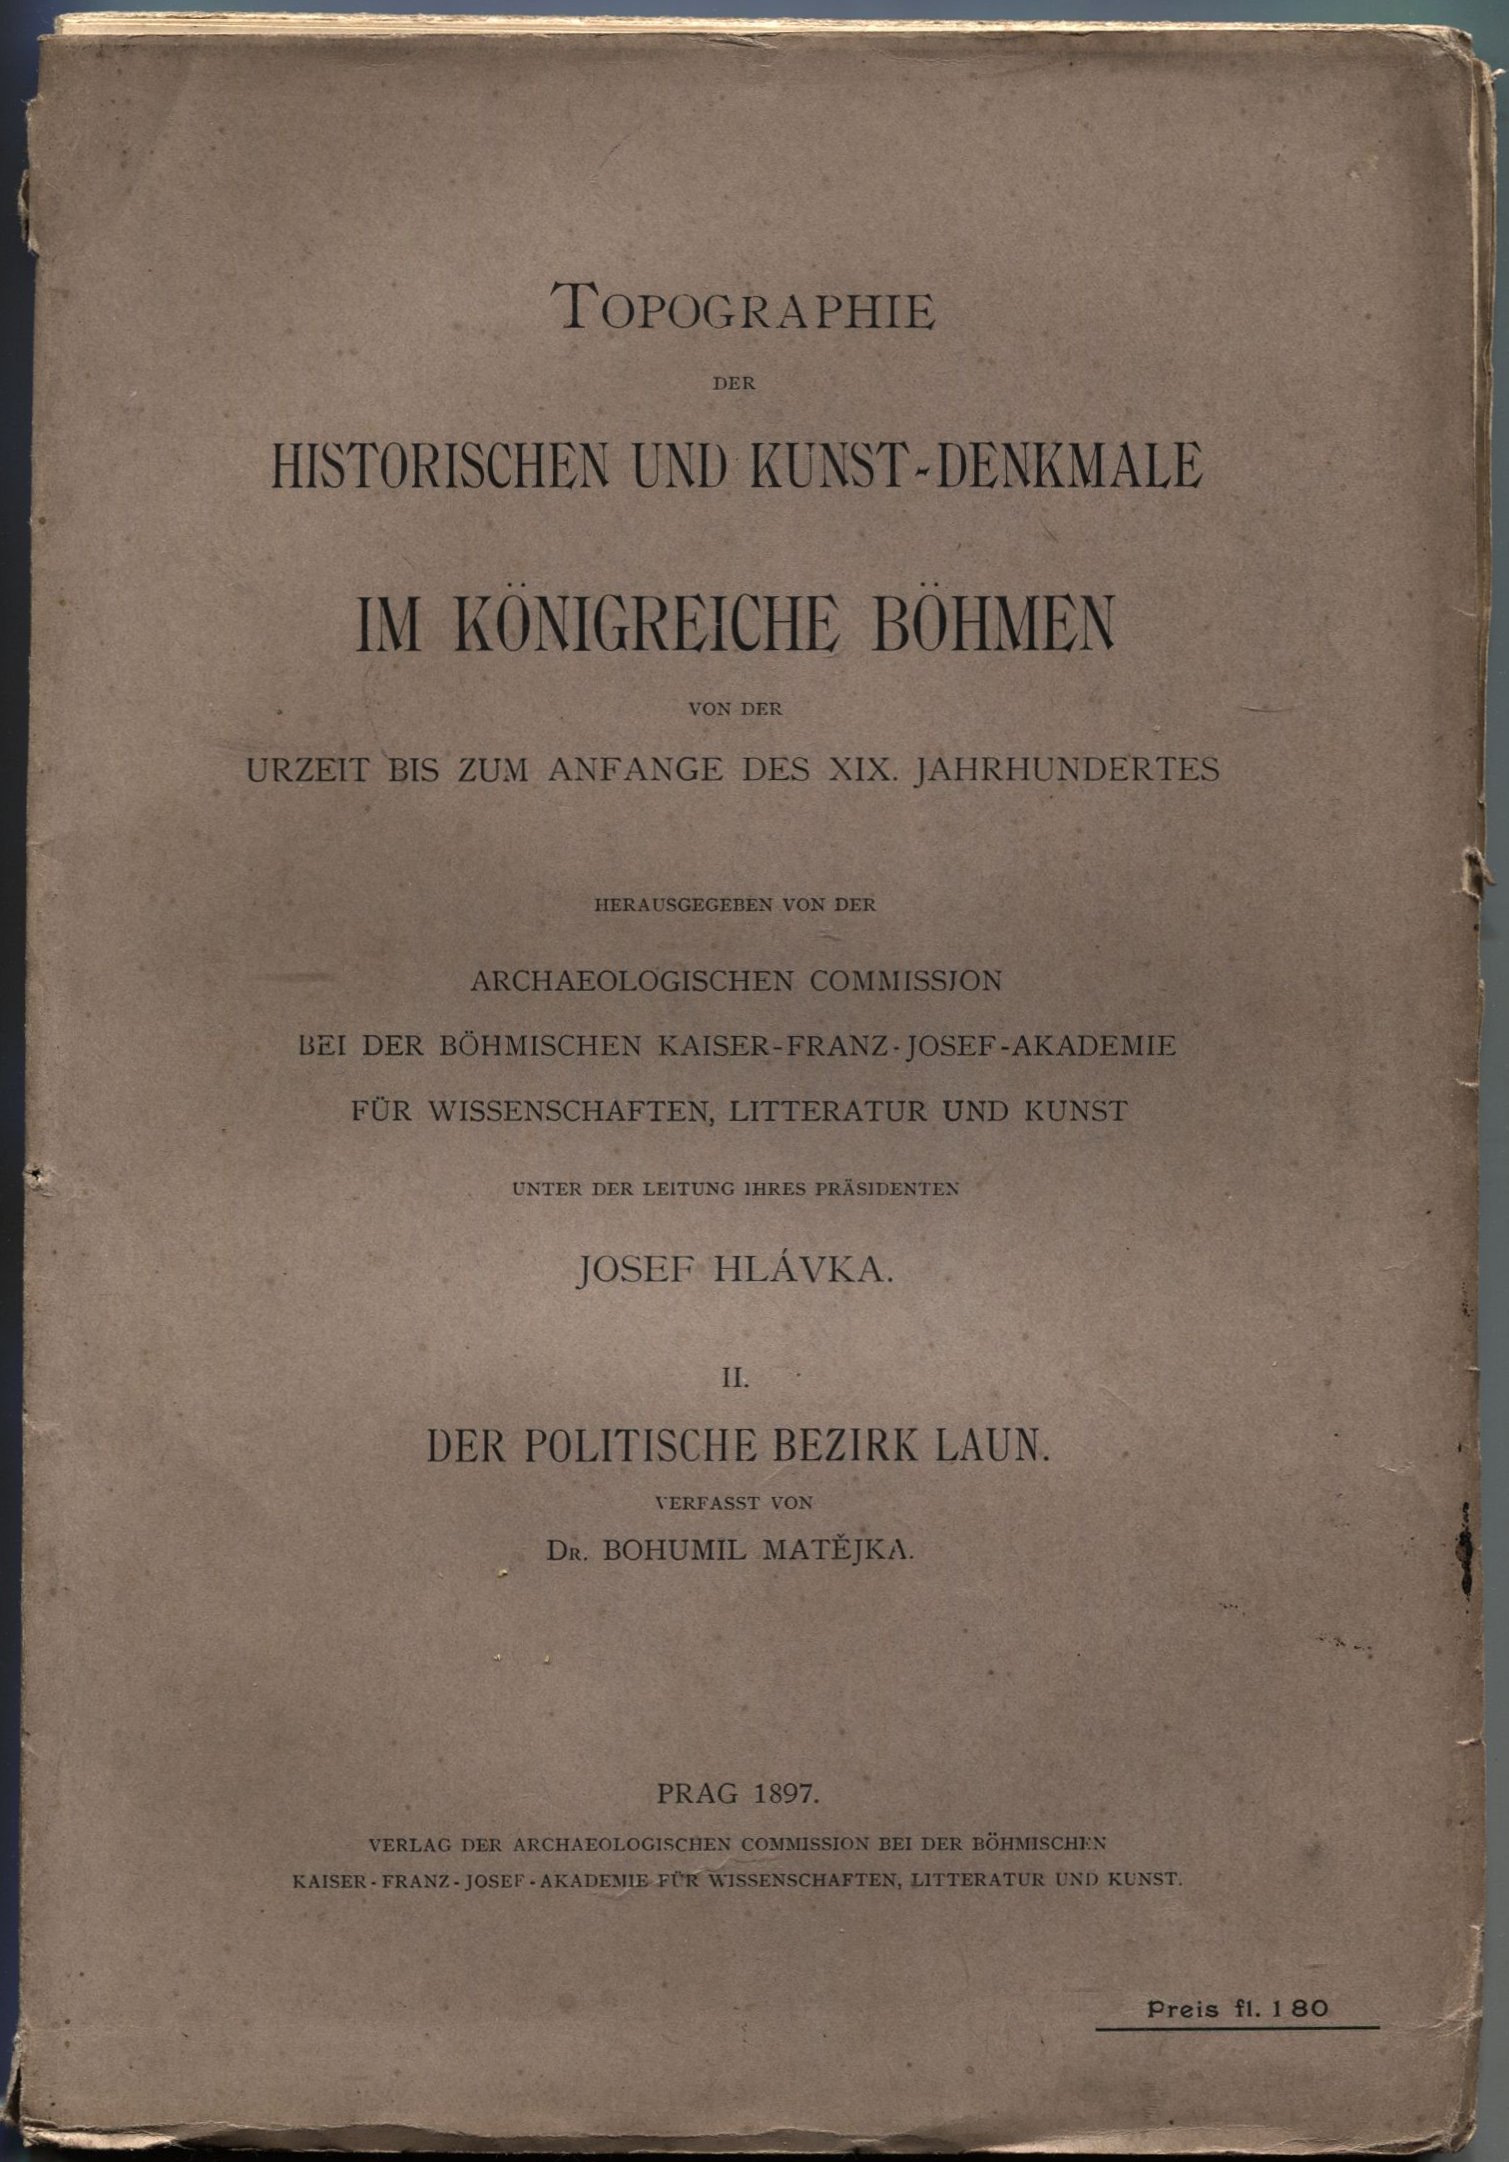 TOPOGRAPHIE
DER
HISTORISCHEN UND KUNST-DENKMALE
IM KÖNIGREICHE BÖHMEN
VON DER
URZEIT BIS ZUM ANFANGE DES XIX. JAHRHUNDERTES
HERAUSGEGEBEN VON DER
ARCHAEOLOGISCHEN COMMISSION
BEI DER BÖHMISCHEN KAISER-FRANZ-JOSEF-AKADEMIE
FÜR WISSENSCHAFTEN, LITTERATUR UND KUNST
UNTER DER LEITUNG IHRES PRÄSIDENTEN
JOSEF HLÁVKA.
II.
DER POLITISCHE BEZIRK LAUN.
VERFASST VON
DR. BOHUMIL MATĚJKA.
PRAG 1897.
VERLAG DER ARCHAEOLOGISCHEN COMMISSION BEI DER BÖHMISCHEN
KAISER-FRANZ-JOSEF-AKADEMIE FÜR WISSENSCHAFTEN, LITTERATUR UND KUNST.
Preis fl. 1 80